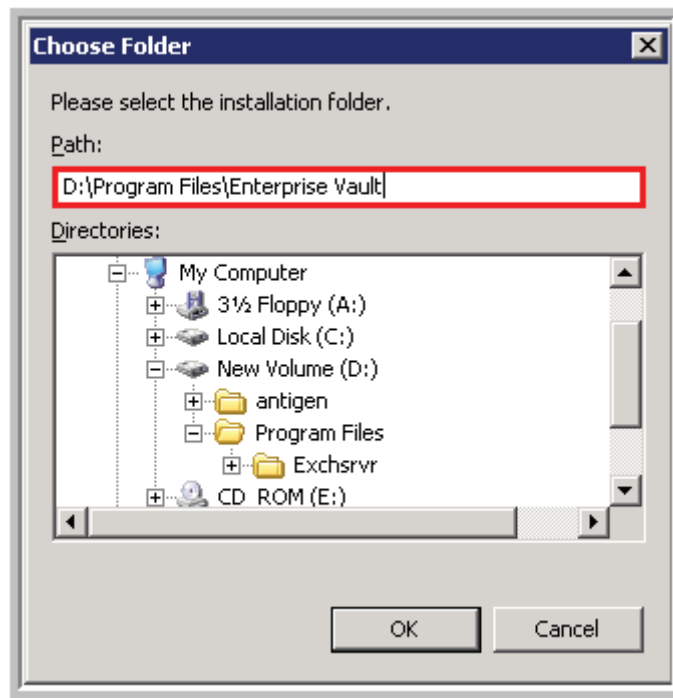 Choose Folder
Please select the installation folder.
Path:
D:\Program Files\Enterprise Vault
Directories:
My Computer
3½ Floppy (A:)
Local Disk (C:)
New Volume (D:)
antigen
Program Files
Exchsrvr
CD ROM (E:)
OK Cancel